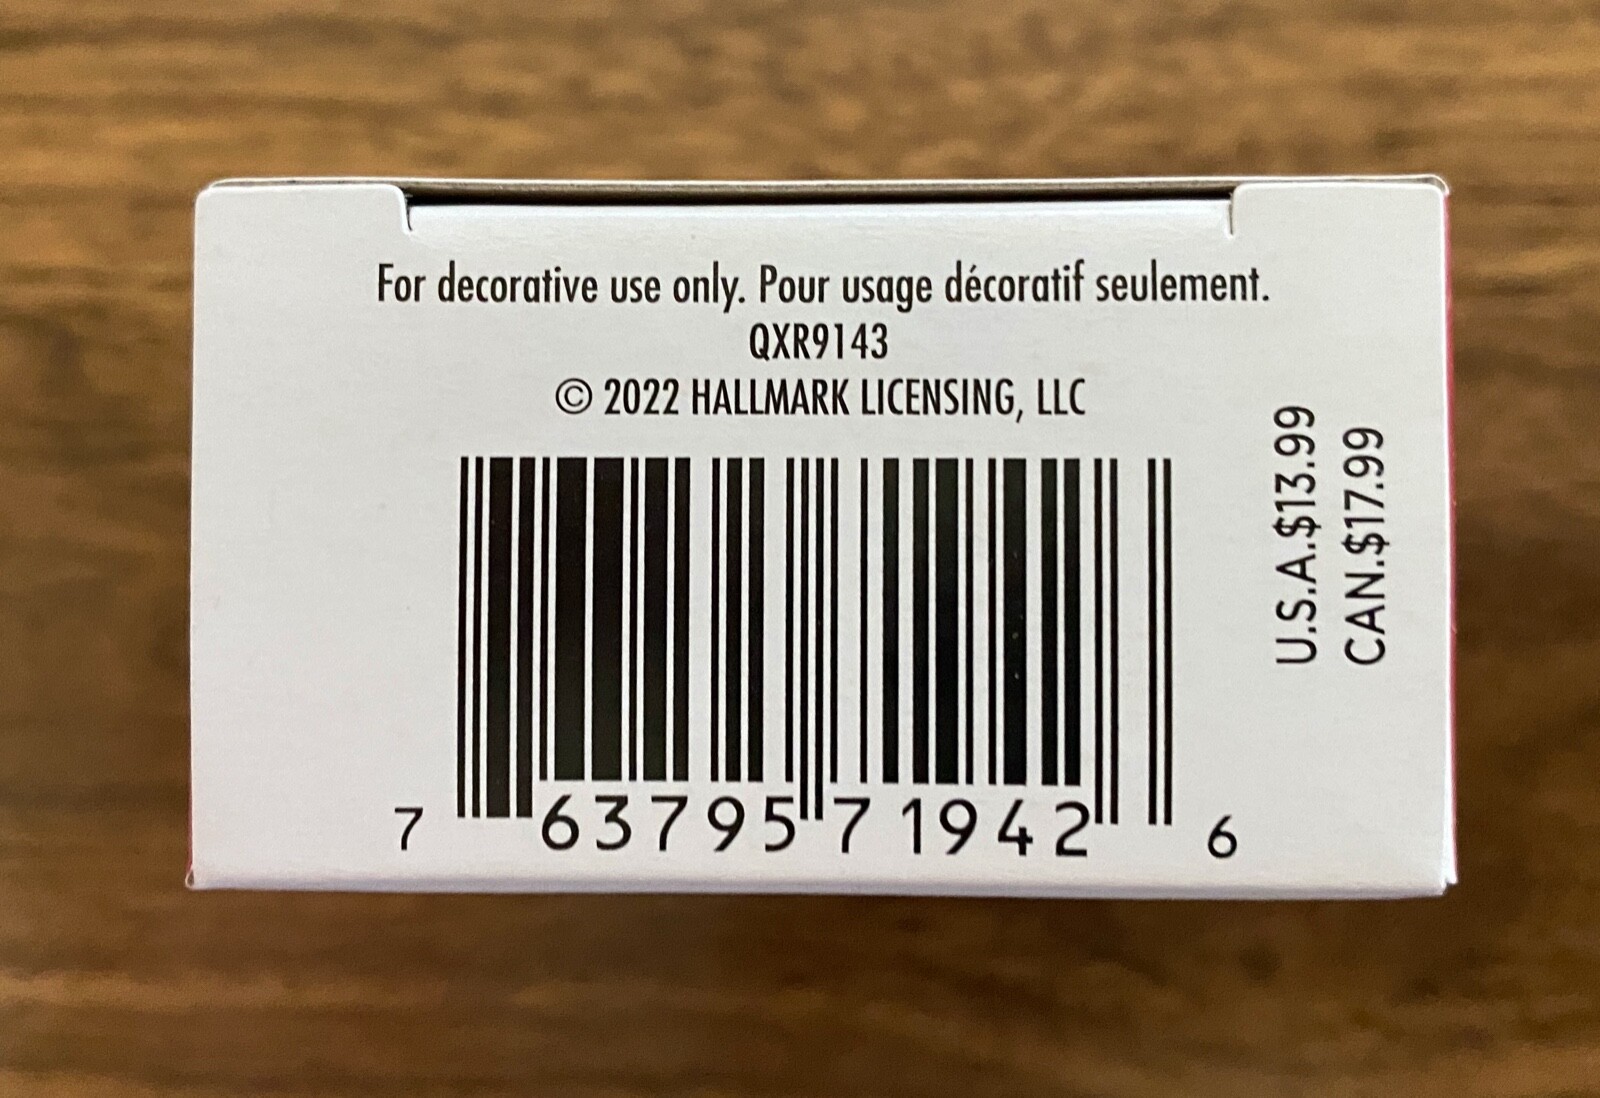 For decorative use only. Pour usage décoratif seulement.
QXR9143
© 2022 HALLMARK LICENSING, LLC
U.S.A.$13.99
CAN.$17.99
7 63795 71942 6